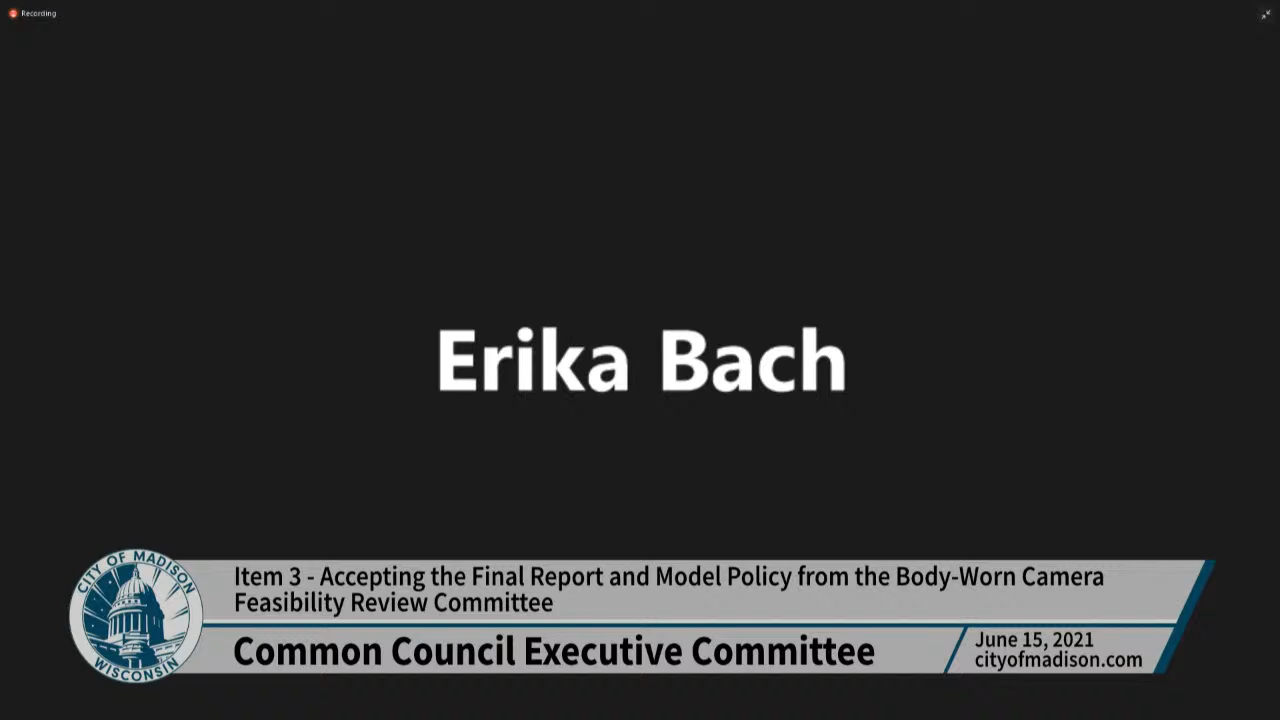 Recording
Erika Bach
CITY OF MADISON
WISCONSIN
Item 3 - Accepting the Final Report and Model Policy from the Body-Worn Camera
Feasibility Review Committee
Common Council Executive Committee
June 15, 2021
cityofmadison.com